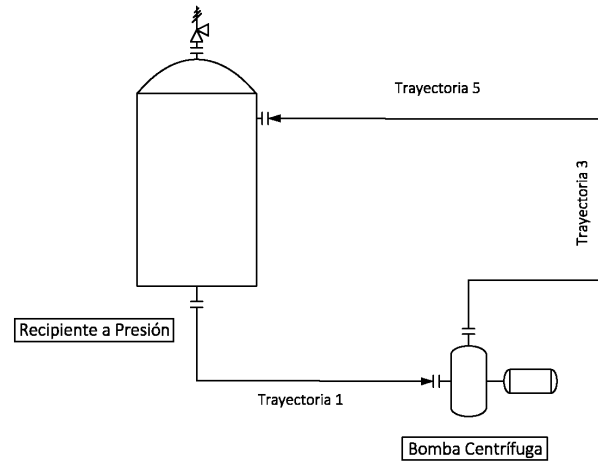 Trayectoria 5
Trayectoria 3
Recipiente a Presión
Trayectoria 1
Bomba Centrífuga